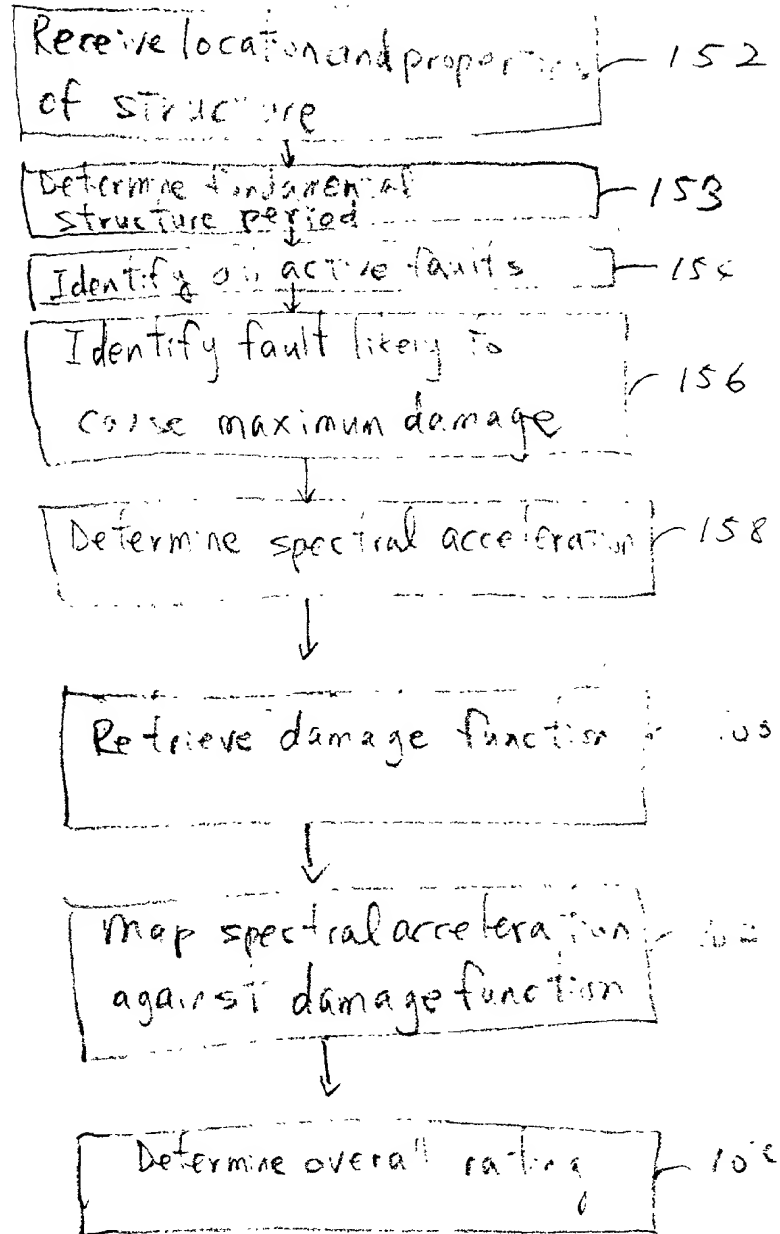 Receive location and properties 152
of structure
Determine fundamental 153
structure period
Identify active faults
Identify fault likely to 156
cause maximum damage
Determine spectral acceleration 158
Retrieve damage function
map spectral acceleration
against damage function
Determine overall rating